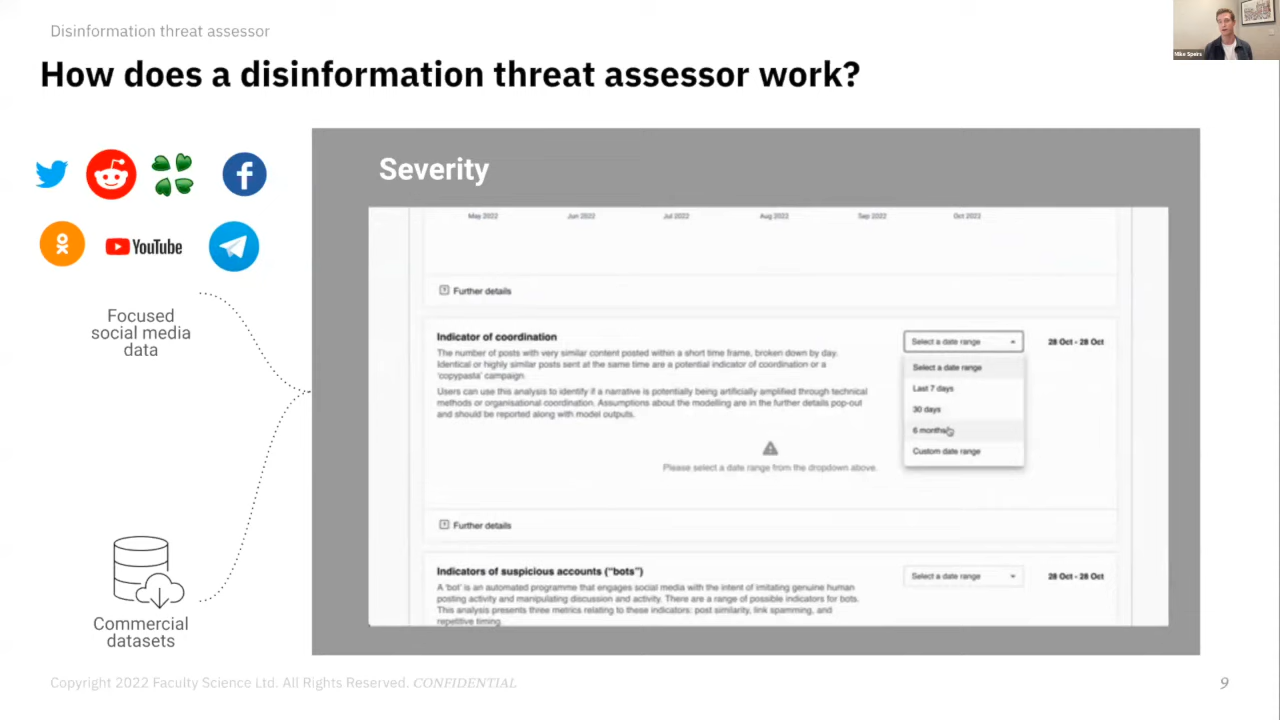 Disinformation threat assessor
How does a disinformation threat assessor work?
Mike Spers
YouTube
Focused
social media
data
Commercial
datasets
Severity
May 2022
Jun 2022
Jul 2022
Aug 2022
Sep 2022
Oct 2022
Further details
Indicator of coordination
The number of posts with very similar content posted within a short time frame, broken down by day.
Identical or highly similar posts sent at the same time are a potential indicator of coordination or a
'copypasta' campaign
Users can use this analysis to identify if a narrative is potentially being artificially amplified through technical
methods or organisational coordination. Assumptions about the modelling are in the further details pop-out
and should be reported along with model outputs.
Select a date range
28 Oct - 28 Oct
Select a date range
Last 7 days
30 days
6 months
Custom date range
Please select a date range from the dropdown above.
Further details
Indicators of suspicious accounts ("bots")
A 'bot' is an automated programme that engages social media with the intent of imitating genuine human
posting activity and manipulating discussion and activity. There are a range of possible indicators for bots.
This analysis presents three metrics relating to these indicators: post similarity, link spamming, and
repetitive timing
Select a date range
28 Oct - 28 Oct
Copyright 2022 Faculty Science Ltd. All Rights Reserved. CONFIDENTIAL
9